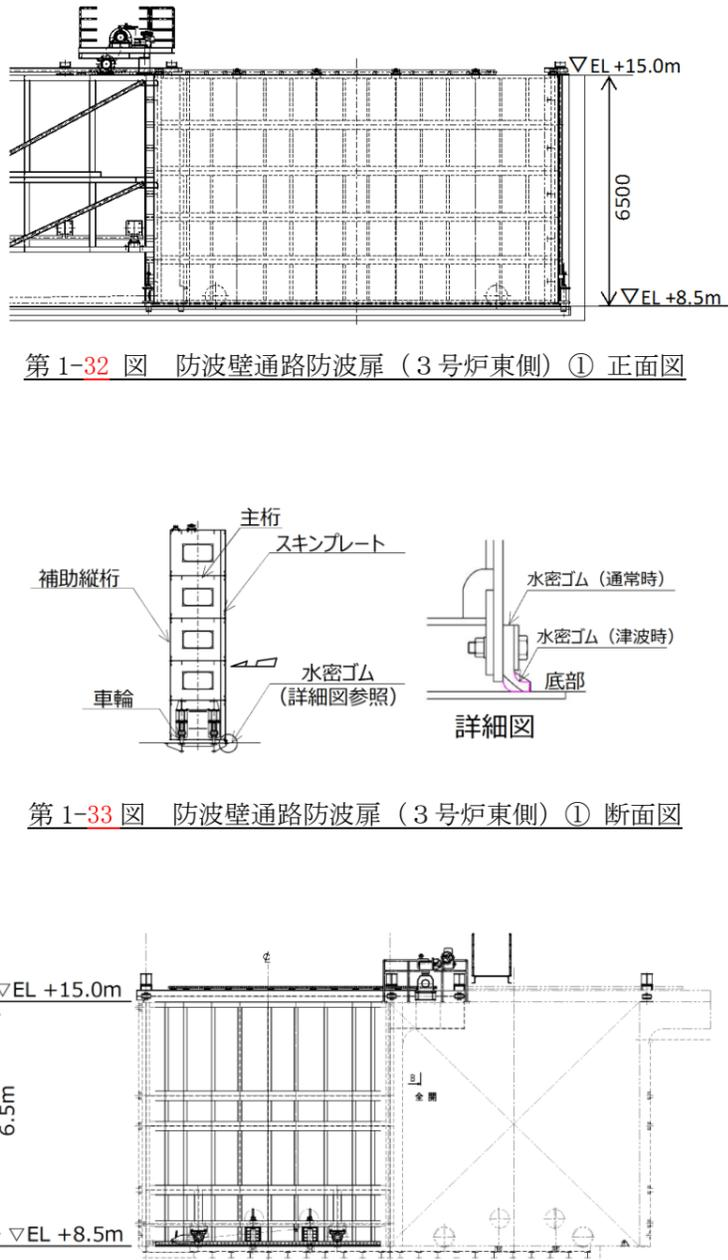 ▽EL +15.0m
6500
▽EL +8.5m
第 1-32 図　防波壁通路防波扉（３号炉東側）① 正面図
主桁
スキンプレート
補助縦桁
水密ゴム
（詳細図参照）
車輪
水密ゴム（通常時）
水密ゴム（津波時）
底部
詳細図
第 1-33 図　防波壁通路防波扉（３号炉東側）① 断面図
℄
▽EL +15.0m
B
全 開
6.5m
▽EL +8.5m